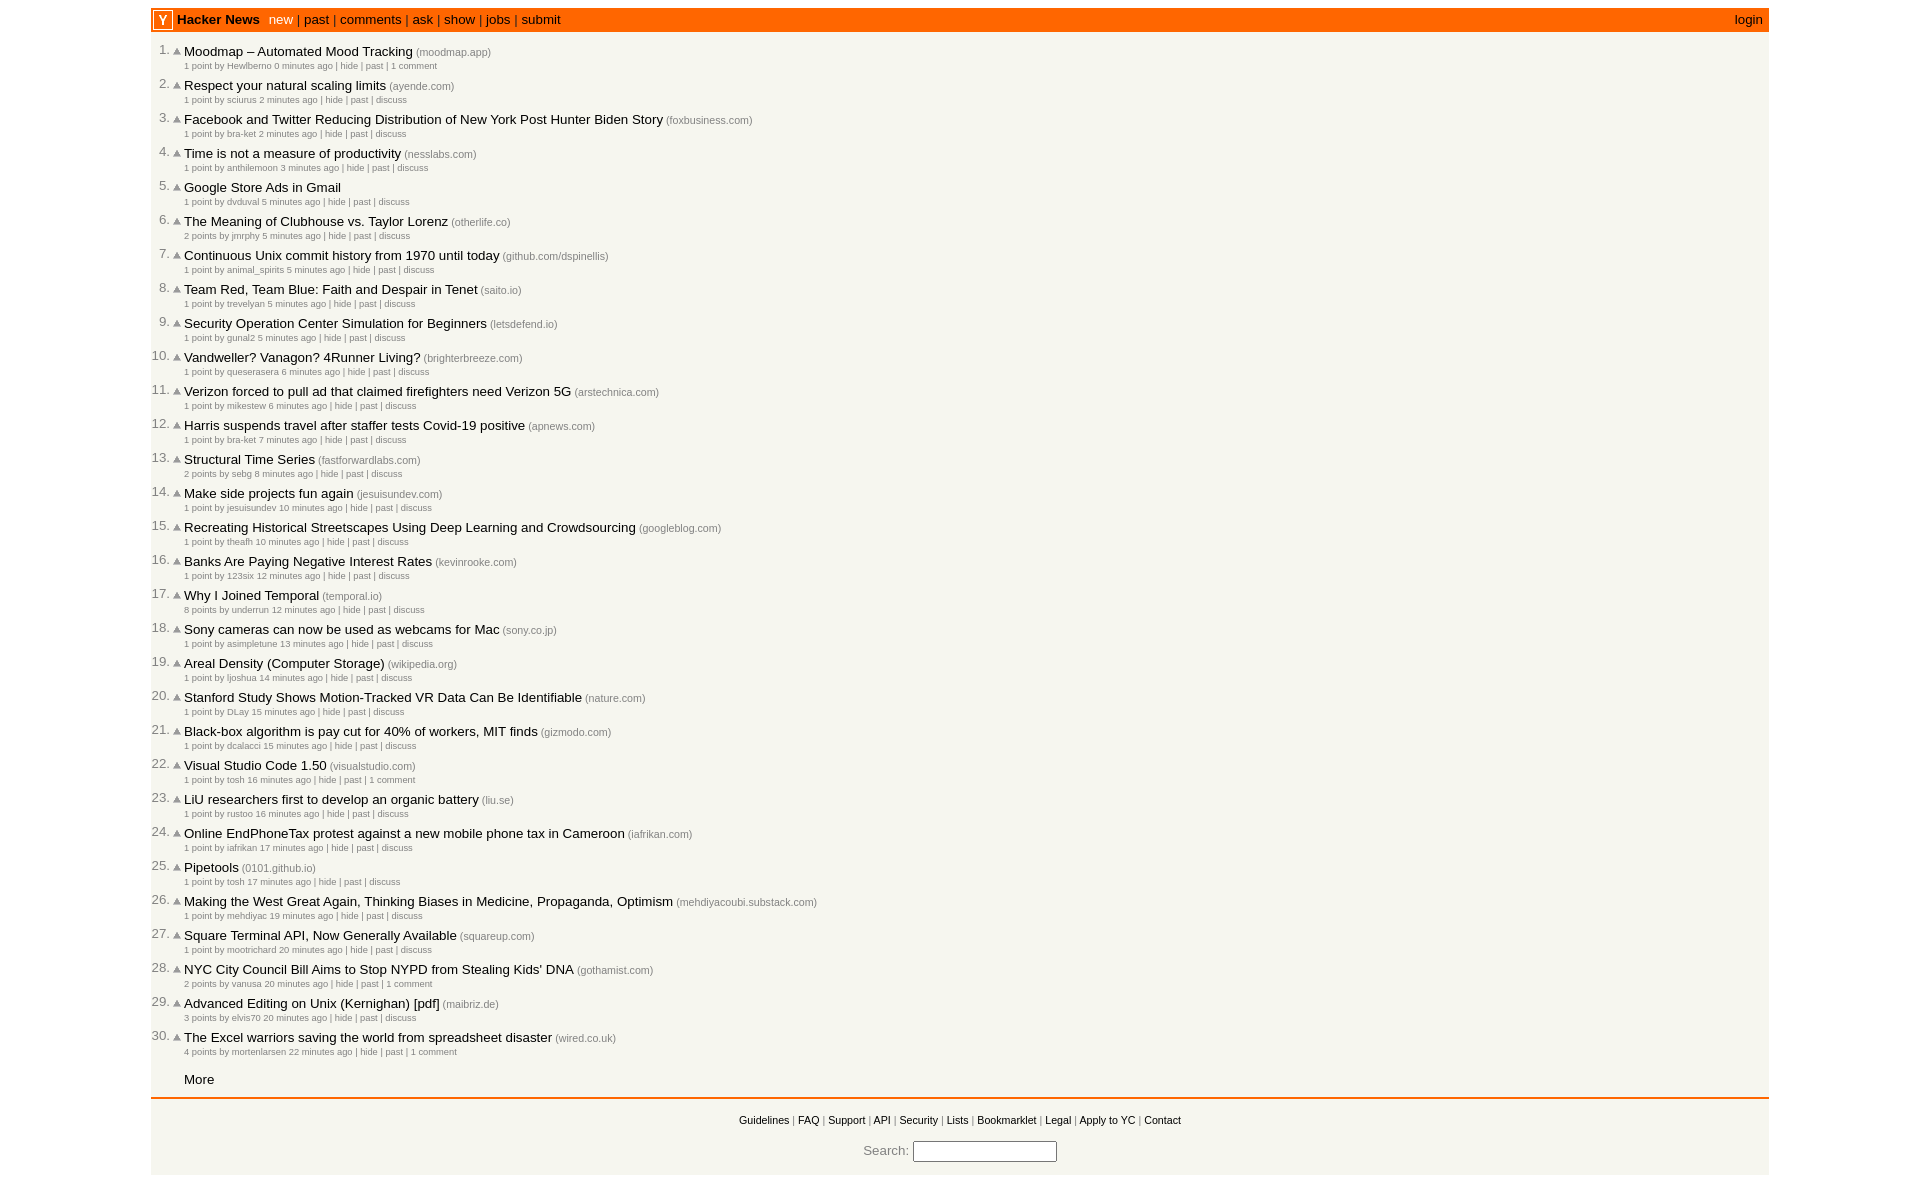 Y Hacker News new | past | comments | ask | show | jobs | submit login
1. Moodmap – Automated Mood Tracking (moodmap.app)
1 point by Hewlberno 0 minutes ago | hide | past | 1 comment
2. Respect your natural scaling limits (ayende.com)
1 point by sciurus 2 minutes ago | hide | past | discuss
3. Facebook and Twitter Reducing Distribution of New York Post Hunter Biden Story (foxbusiness.com)
1 point by bra-ket 2 minutes ago | hide | past | discuss
4. Time is not a measure of productivity (nesslabs.com)
1 point by anthilemoon 3 minutes ago | hide | past | discuss
5. Google Store Ads in Gmail
1 point by dvduval 5 minutes ago | hide | past | discuss
6. The Meaning of Clubhouse vs. Taylor Lorenz (otherlife.co)
2 points by jmrphy 5 minutes ago | hide | past | discuss
7. Continuous Unix commit history from 1970 until today (github.com/dspinellis)
1 point by animal_spirits 5 minutes ago | hide | past | discuss
8. Team Red, Team Blue: Faith and Despair in Tenet (saito.io)
1 point by trevelyan 5 minutes ago | hide | past | discuss
9. Security Operation Center Simulation for Beginners (letsdefend.io)
1 point by gunal2 5 minutes ago | hide | past | discuss
10. Vandweller? Vanagon? 4Runner Living? (brighterbreeze.com)
1 point by queserasera 6 minutes ago | hide | past | discuss
11. Verizon forced to pull ad that claimed firefighters need Verizon 5G (arstechnica.com)
1 point by mikestew 6 minutes ago | hide | past | discuss
12. Harris suspends travel after staffer tests Covid-19 positive (apnews.com)
1 point by bra-ket 7 minutes ago | hide | past | discuss
13. Structural Time Series (fastforwardlabs.com)
2 points by sebg 8 minutes ago | hide | past | discuss
14. Make side projects fun again (jesuisundev.com)
1 point by jesuisundev 10 minutes ago | hide | past | discuss
15. Recreating Historical Streetscapes Using Deep Learning and Crowdsourcing (googleblog.com)
1 point by theafh 10 minutes ago | hide | past | discuss
16. Banks Are Paying Negative Interest Rates (kevinrooke.com)
1 point by 123six 12 minutes ago | hide | past | discuss
17. Why I Joined Temporal (temporal.io)
8 points by underrun 12 minutes ago | hide | past | discuss
18. Sony cameras can now be used as webcams for Mac (sony.co.jp)
1 point by asimpletune 13 minutes ago | hide | past | discuss
19. Areal Density (Computer Storage) (wikipedia.org)
1 point by ljoshua 14 minutes ago | hide | past | discuss
20. Stanford Study Shows Motion-Tracked VR Data Can Be Identifiable (nature.com)
1 point by DLay 15 minutes ago | hide | past | discuss
21. Black-box algorithm is pay cut for 40% of workers, MIT finds (gizmodo.com)
1 point by dcalacci 15 minutes ago | hide | past | discuss
22. Visual Studio Code 1.50 (visualstudio.com)
1 point by tosh 16 minutes ago | hide | past | 1 comment
23. LiU researchers first to develop an organic battery (liu.se)
1 point by rustoo 16 minutes ago | hide | past | discuss
24. Online EndPhoneTax protest against a new mobile phone tax in Cameroon (iafrikan.com)
1 point by iafrikan 17 minutes ago | hide | past | discuss
25. Pipetools (0101.github.io)
1 point by tosh 17 minutes ago | hide | past | discuss
26. Making the West Great Again, Thinking Biases in Medicine, Propaganda, Optimism (mehdiyacoubi.substack.com)
1 point by mehdiyac 19 minutes ago | hide | past | discuss
27. Square Terminal API, Now Generally Available (squareup.com)
1 point by mootrichard 20 minutes ago | hide | past | discuss
28. NYC City Council Bill Aims to Stop NYPD from Stealing Kids' DNA (gothamist.com)
2 points by vanusa 20 minutes ago | hide | past | 1 comment
29. Advanced Editing on Unix (Kernighan) [pdf] (maibriz.de)
3 points by elvis70 20 minutes ago | hide | past | discuss
30. The Excel warriors saving the world from spreadsheet disaster (wired.co.uk)
4 points by mortenlarsen 22 minutes ago | hide | past | 1 comment
More
Guidelines | FAQ | Support | API | Security | Lists | Bookmarklet | Legal | Apply to YC | Contact
Search: